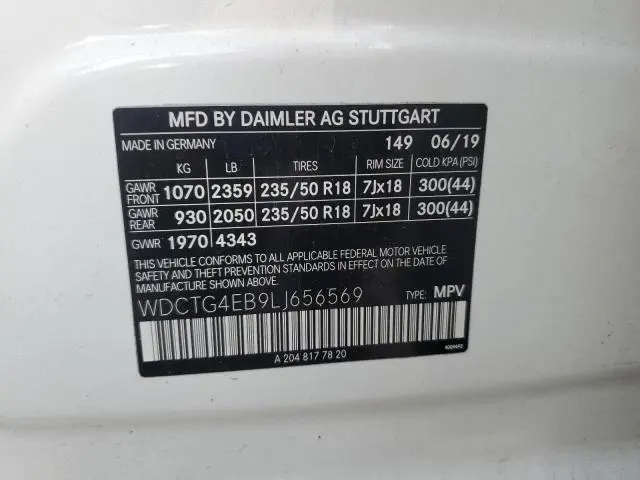 MFD BY DAIMLER AG STUTTGART
MADE IN GERMANY 149 06/19
KG LB TIRES RIM SIZE COLD KPA (PSI)
GAWR FRONT 1070 2359 235/50 R18 7Jx18 300(44)
GAWR REAR 930 2050 235/50 R18 7Jx18 300(44)
GVWR 1970 4343
THIS VEHICLE CONFORMS TO ALL APPLICABLE FEDERAL MOTOR VEHICLE
SAFETY AND THEFT PREVENTION STANDARDS IN EFFECT ON THE DATE OF
MANUFACTURE SHOWN ABOVE.
WDCTG4EB9LJ656569 TYPE: MPV
A 204 817 78 20